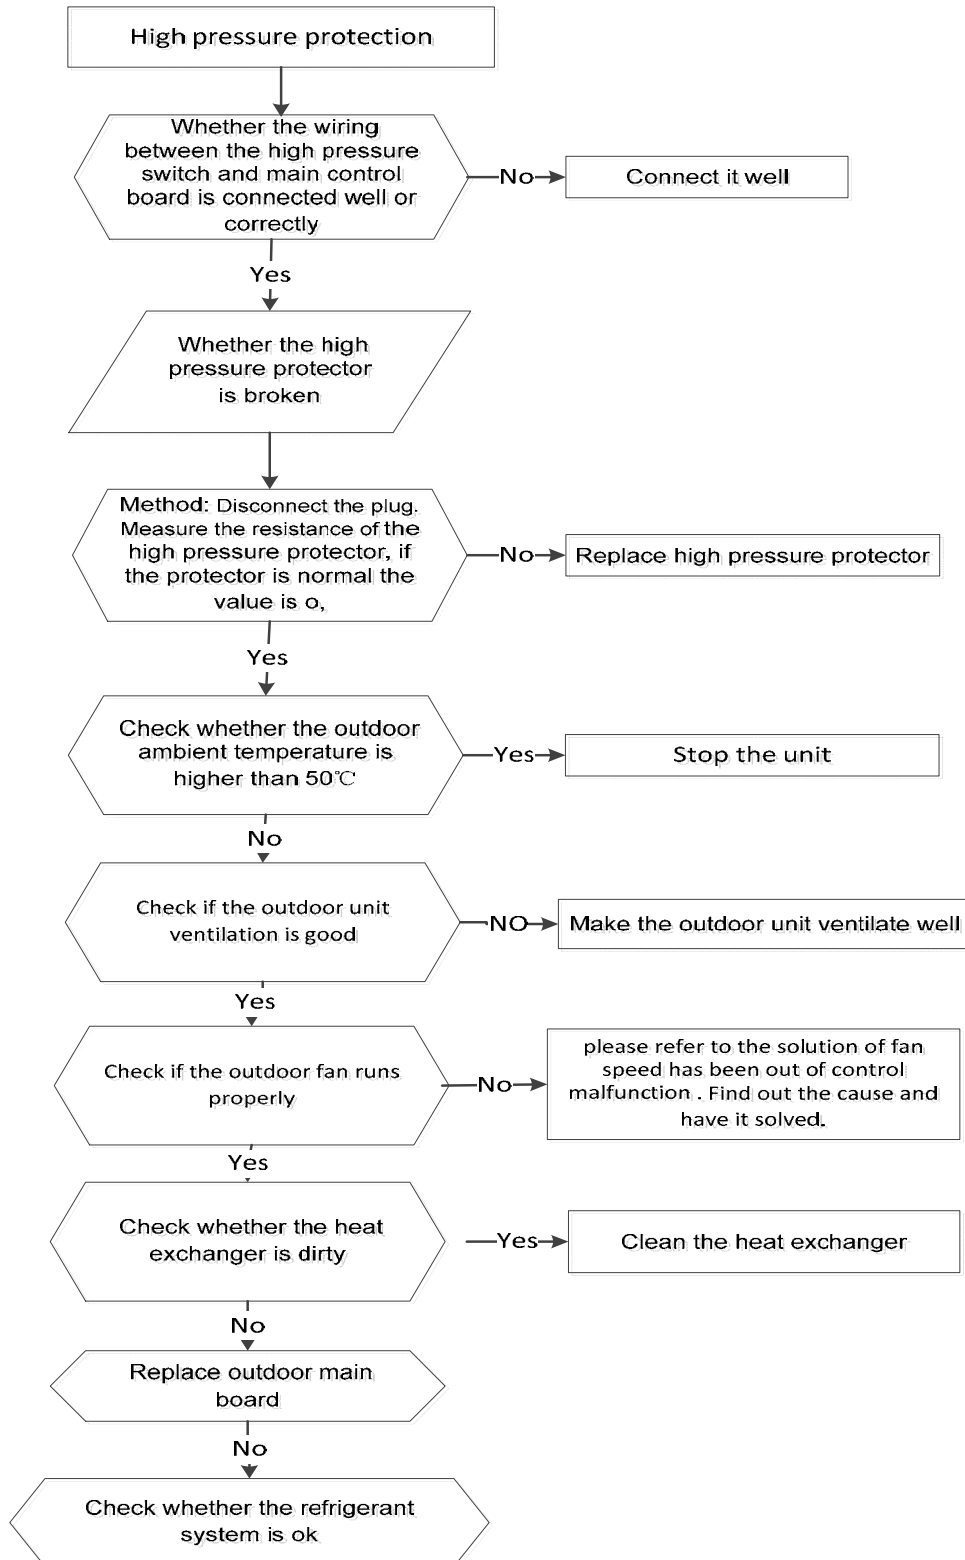 High pressure protection
Whether the wiring
between the high pressure
switch and main control
board is connected well or
correctly
No
Connect it well
Yes
Whether the high
pressure protector
is broken
Method: Disconnect the plug.
Measure the resistance of the
high pressure protector, if
the protector is normal the
value is o,
No
Replace high pressure protector
Yes
Check whether the outdoor
ambient temperature is
higher than 50℃
Yes
Stop the unit
No
Check if the outdoor unit
ventilation is good
NO
Make the outdoor unit ventilate well
Yes
Check if the outdoor fan runs
properly
No
please refer to the solution of fan
speed has been out of control
malfunction . Find out the cause and
have it solved.
Yes
Check whether the heat
exchanger is dirty
Yes
Clean the heat exchanger
No
Replace outdoor main
board
No
Check whether the refrigerant
system is ok